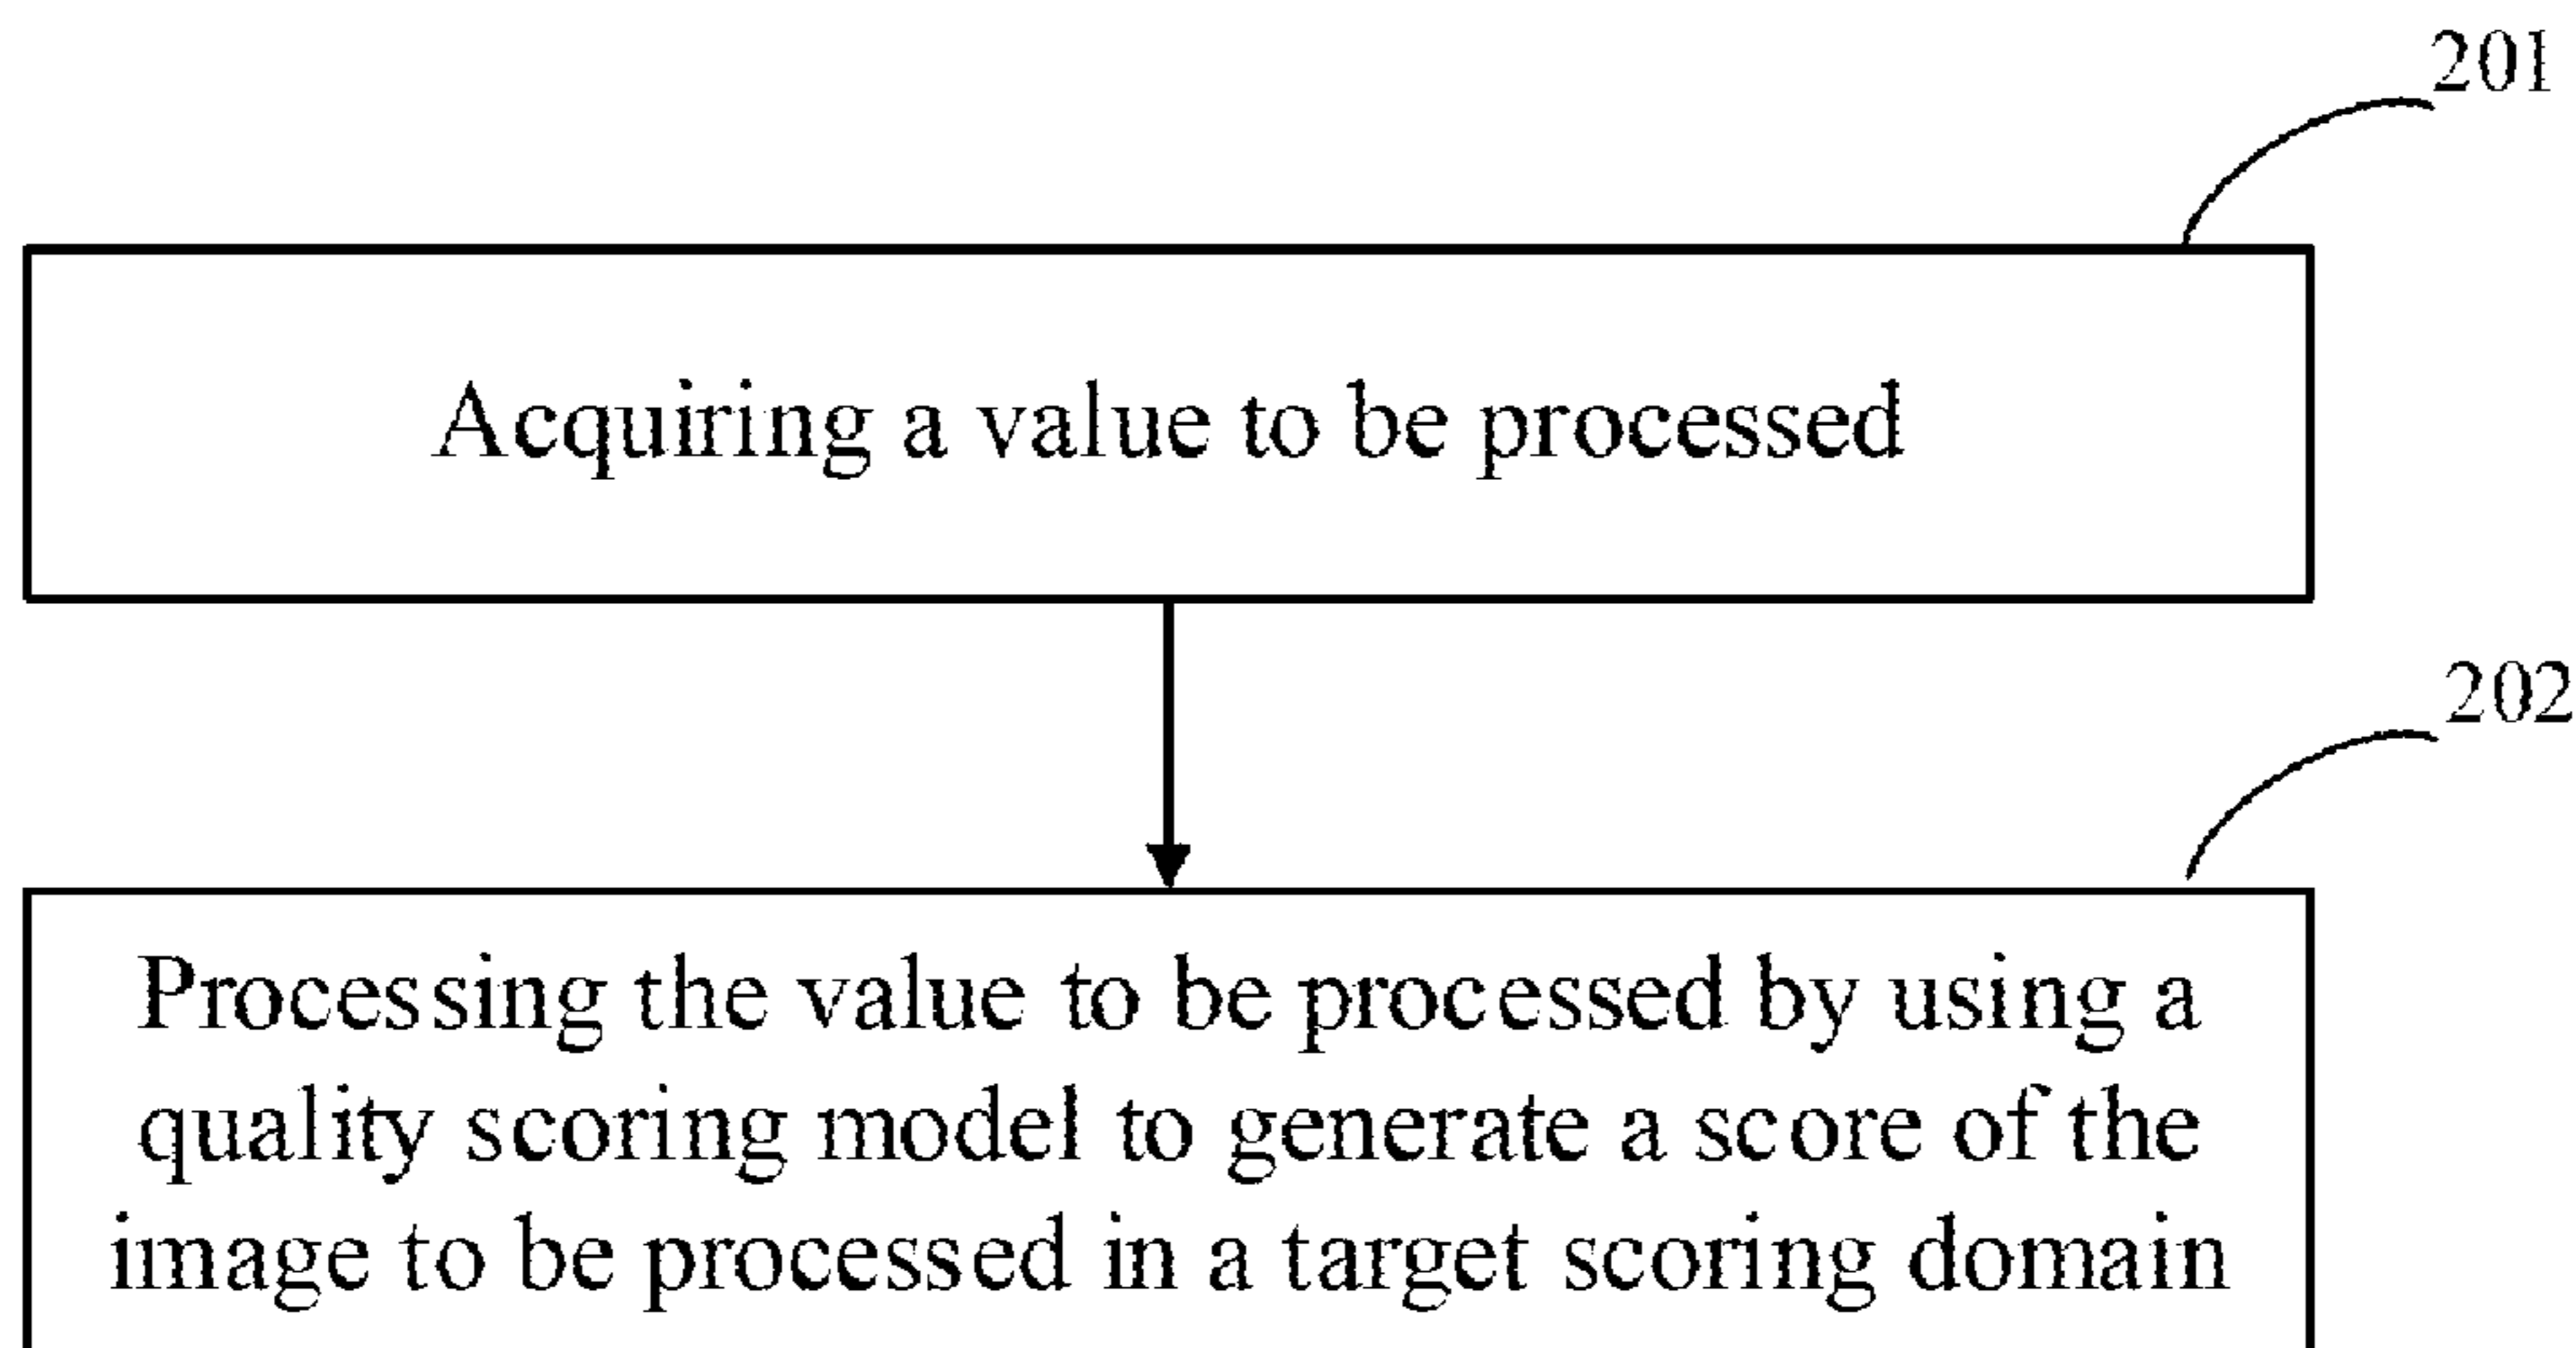 201
Acquiring a value to be processed
202
Processing the value to be processed by using a
quality scoring model to generate a score of the
image to be processed in a target scoring domain